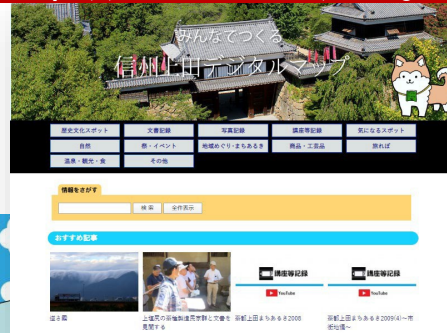 みんなでつくる
信州上田デジタルマップ
歴史文化スポット 文書記録 写真記録 講座等記録 気になるスポット
自然 祭・イベント 地域めぐり・まちあるき 商品・工芸品 旅れぽ
温泉・観光・食 その他
情報をさがす
検索 全件表示
おすすめ記事
講座等記録 講座等記録
YouTube YouTube
上塩尻の蚕種製造民家群と文書を見聞する
蚕都上田まちあるき2008
蚕都上田まちあるき2009(4)～市街地編～